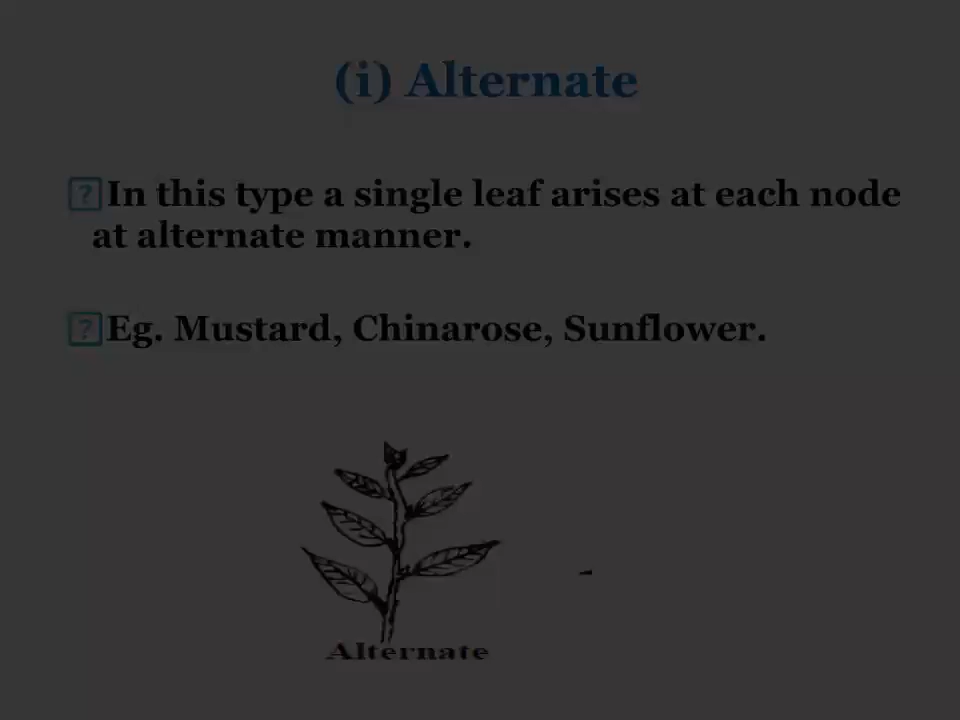 (i) Alternate
In this type a single leaf arises at each node
at alternate manner.
Eg. Mustard, Chinarose, Sunflower.
Alternate